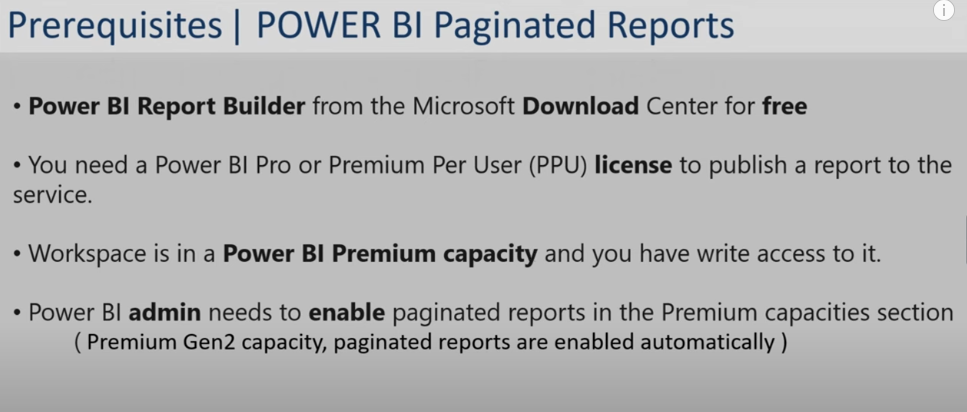 Prerequisites | POWER BI Paginated Reports
• Power BI Report Builder from the Microsoft Download Center for free
• You need a Power BI Pro or Premium Per User (PPU) license to publish a report to the
service.
• Workspace is in a Power BI Premium capacity and you have write access to it.
• Power BI admin needs to enable paginated reports in the Premium capacities section
( Premium Gen2 capacity, paginated reports are enabled automatically )